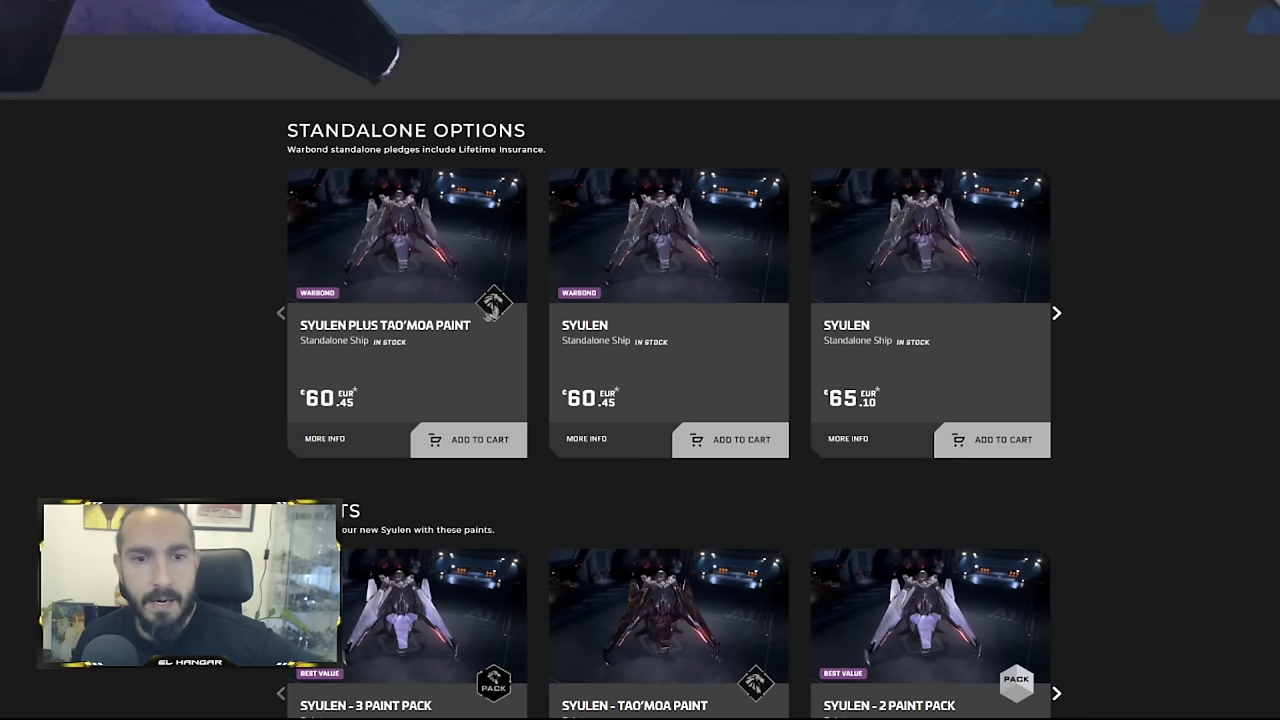 STANDALONE OPTIONS
Warbond standalone pledges include Lifetime Insurance.
WARBOND
SYULEN PLUS TAO'MOA PAINT
Standalone Ship IN STOCK
€60.45 EUR*
MORE INFO
ADD TO CART
WARBOND
SYULEN
Standalone Ship IN STOCK
€60.45 EUR*
MORE INFO
ADD TO CART
SYULEN
Standalone Ship IN STOCK
€65.10 EUR*
MORE INFO
ADD TO CART
TS
our new Syulen with these paints.
EL HANGAR
BEST VALUE
PACK
SYULEN - 3 PAINT PACK
SYULEN - TAO'MOA PAINT
BEST VALUE
PACK
SYULEN - 2 PAINT PACK